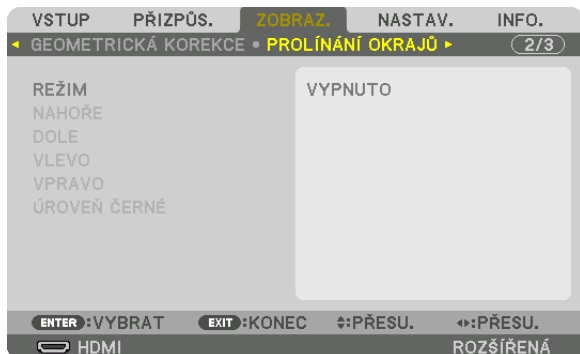 VSTUP PŘIZPŮS. ZOBRAZ. NASTAV. INFO.
◂ GEOMETRICKÁ KOREKCE • PROLÍNÁNÍ OKRAJŮ ▸ 2/3
REŽIM VYPNUTO
NAHOŘE
DOLE
VLEVO
VPRAVO
ÚROVEŇ ČERNÉ
ENTER:VYBRAT EXIT:KONEC ♦:PŘESU. ◂▸:PŘESU.
HDMI ROZŠÍŘENÁ